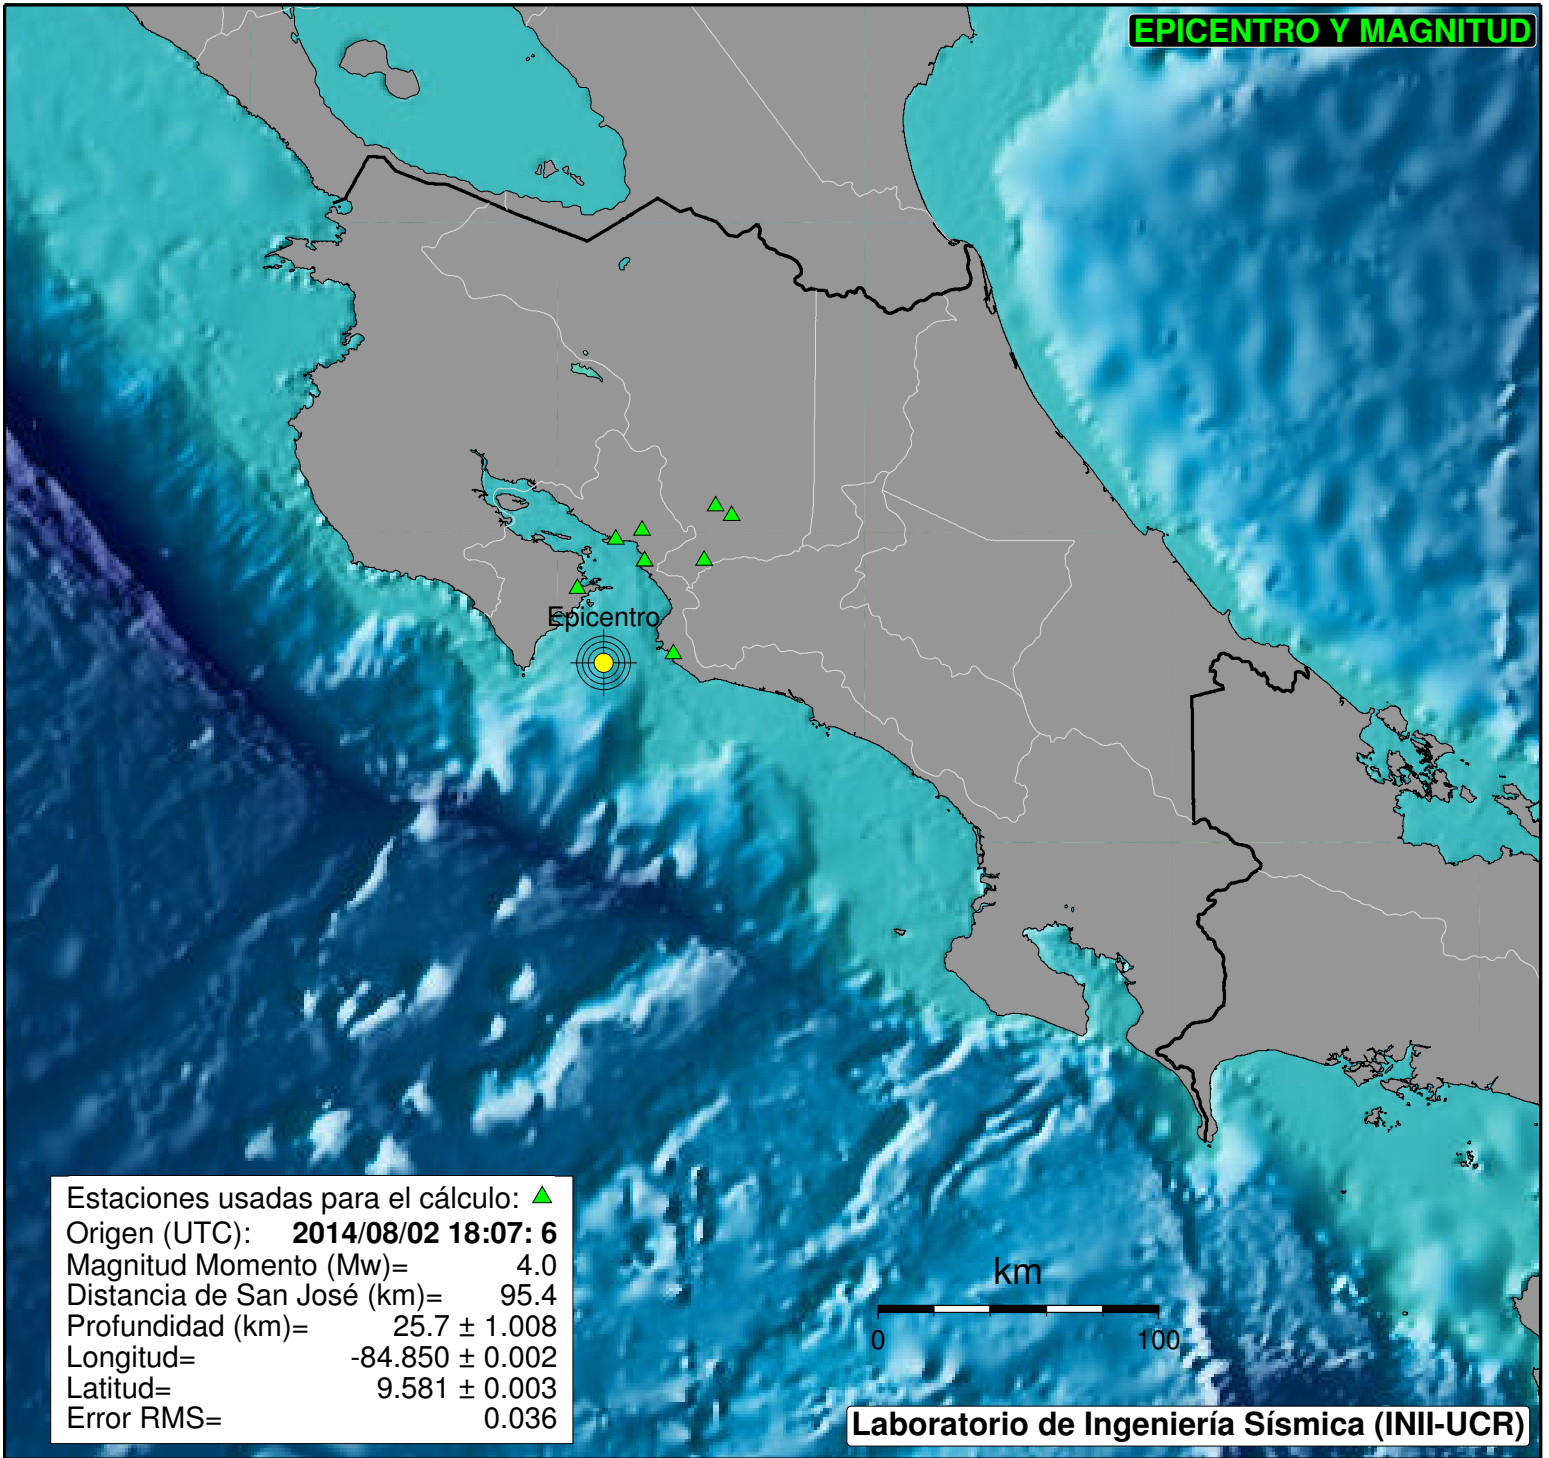 EPICENTRO Y MAGNITUD
Epicentro
Estaciones usadas para el cálculo:
Origen (UTC): 2014/08/02 18:07: 6
Magnitud Momento (Mw)= 4.0
Distancia de San José (km)= 95.4
Profundidad (km)= 25.7 ± 1.008
Longitud= -84.850 ± 0.002
Latitud= 9.581 ± 0.003
Error RMS= 0.036
km
0 100
Laboratorio de Ingeniería Sísmica (INII-UCR)